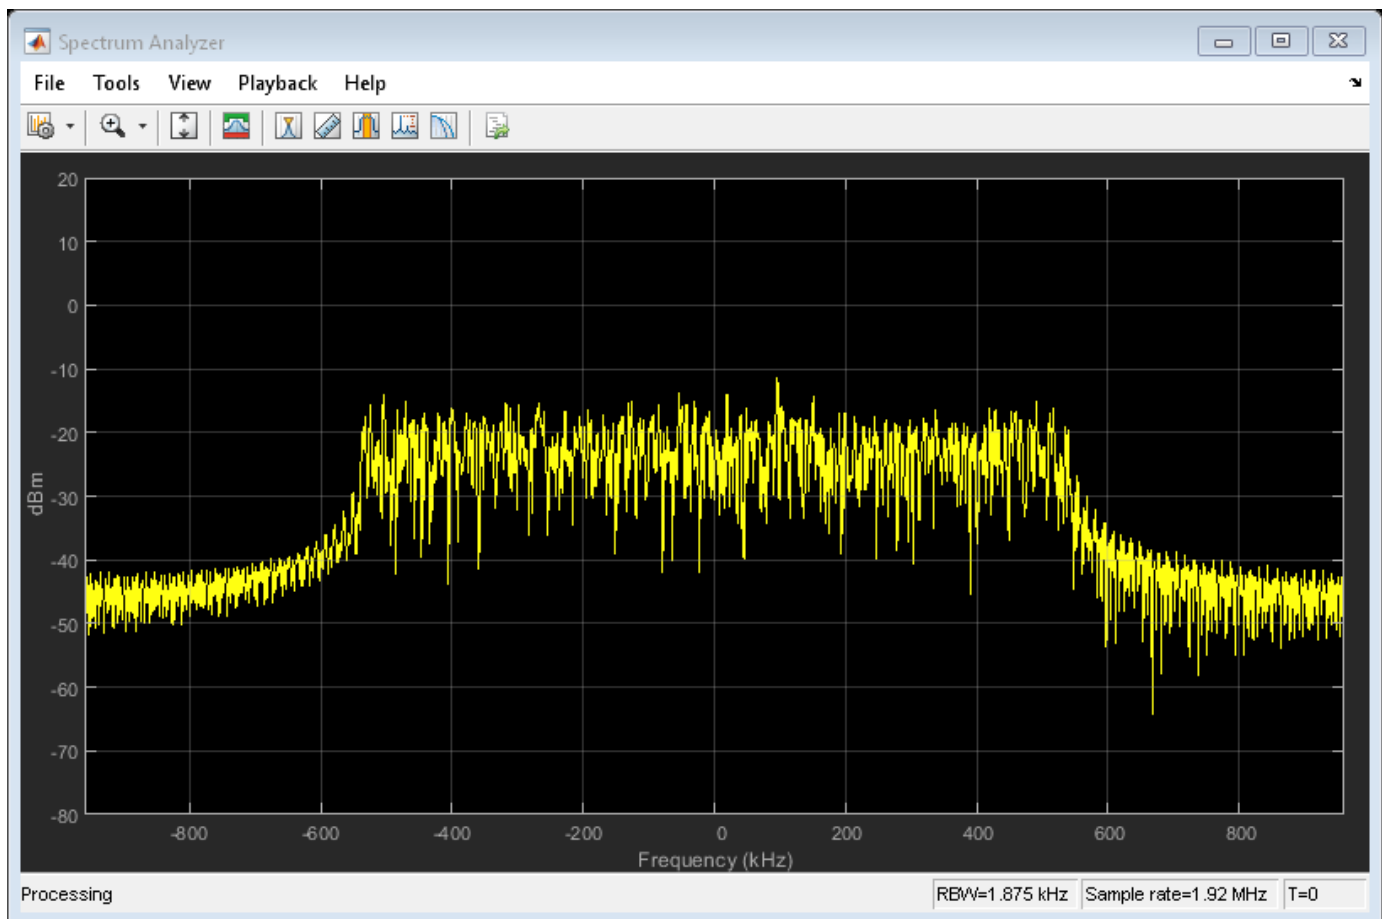 Spectrum Analyzer
File Tools View Playback Help
20
10
0
-10
-20
-30
-40
-50
-60
-70
-80
dBm
-800 -600 -400 -200 0 200 400 600 800
Frequency (kHz)
Processing RBW=1.875 kHz Sample rate=1.92 MHz T=0